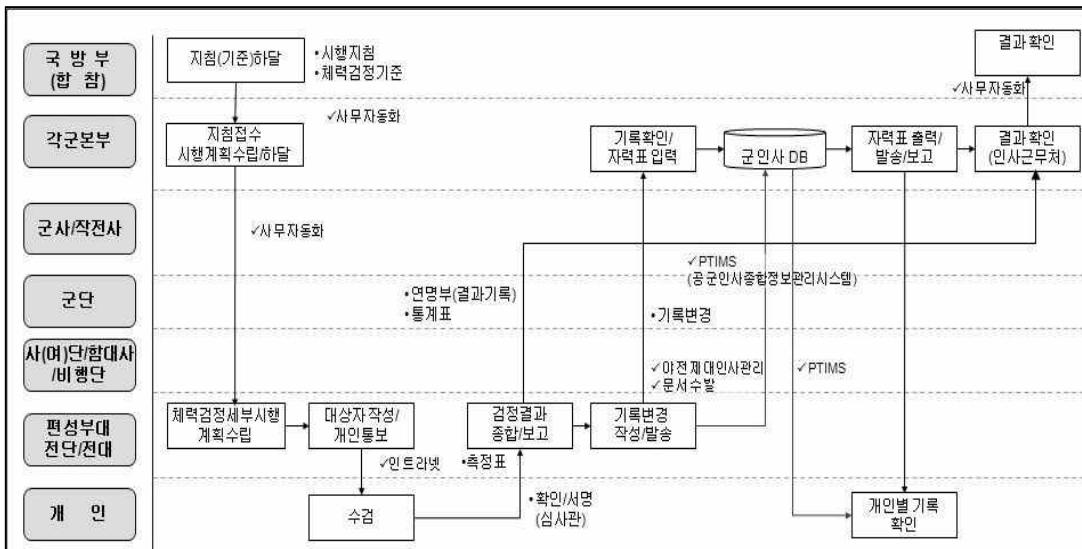 국 방 부
(합 참)
지침(기준)하달
•시행지침
•체력검정기준
결과 확인
✓사무자동화
각군본부
✓사무자동화
지침접수
시행계획수립/하달
기록확인/
자력표 입력
군인사 DB
자력표 출력/
발송/보고
결과 확인
(인사근무처)
군사/작전사
✓사무자동화
✓PTIMS
(공군인사종합정보관리시스템)
군단
•연명부(결과기록)
•통계표
•기록변경
사(여)단/함대사
/비행단
✓야전제대인사관리
✓문서수발
✓PTIMS
편성부대
전단/전대
체력검정세부시행
계획수립
대상자 작성/
개인통보
검정결과
종합/보고
기록변경
작성/발송
✓인트라넷
•측정표
개 인
수검
•확인/서명
(심사관)
개인별 기록
확인